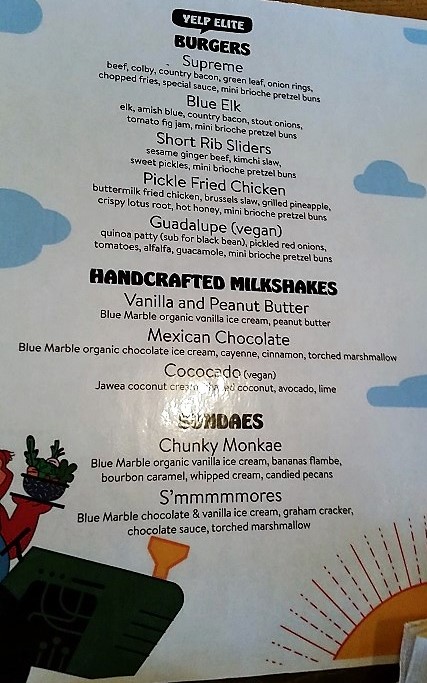 YELP ELITE
BURGERS
Supreme
beef, colby, country bacon, green leaf, onion rings,
chopped fries, special sauce, mini brioche pretzel buns
Blue Elk
elk, amish blue, country bacon, stout onions,
tomato fig jam, mini brioche pretzel buns
Short Rib Sliders
sesame ginger beef, kimchi slaw,
sweet pickles, mini brioche pretzel buns
Pickle Fried Chicken
buttermilk fried chicken, brussels slaw, grilled pineapple,
crispy lotus root, hot honey, mini brioche pretzel buns
Guadalupe (vegan)
quinoa patty (sub for black bean), pickled red onions,
tomatoes, alfalfa, guacamole, mini brioche pretzel buns
HANDCRAFTED MILKSHAKES
Vanilla and Peanut Butter
Blue Marble organic vanilla ice cream, peanut butter
Mexican Chocolate
Blue Marble organic chocolate ice cream, cayenne, cinnamon, torched marshmallow
Cococado (vegan)
Jawea coconut cream, coconut, avocado, lime
SUNDAES
Chunky Monkae
Blue Marble organic vanilla ice cream, bananas flambe,
bourbon caramel, whipped cream, candied pecans
S'mmmmmores
Blue Marble chocolate & vanilla ice cream, graham cracker,
chocolate sauce, torched marshmallow